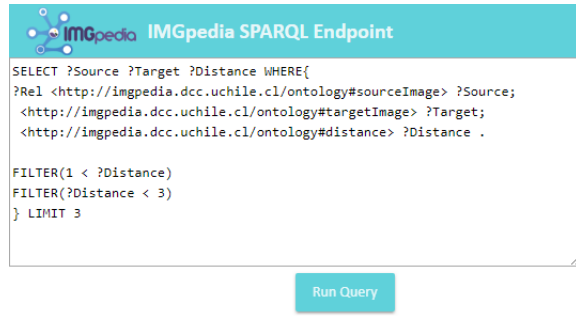 IMGpedia IMGpedia SPARQL Endpoint
SELECT ?Source ?Target ?Distance WHERE{
?Rel <http://imgpedia.dcc.uchile.cl/ontology#sourceImage> ?Source;
<http://imgpedia.dcc.uchile.cl/ontology#targetImage> ?Target;
<http://imgpedia.dcc.uchile.cl/ontology#distance> ?Distance .
FILTER(1 < ?Distance)
FILTER(?Distance < 3)
} LIMIT 3
Run Query